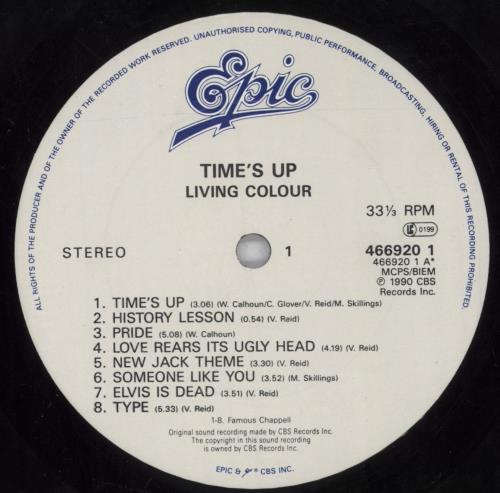 ALL RIGHTS OF THE PRODUCER AND OF THE OWNER OF THE RECORDED WORK RESERVED. UNAUTHORISED COPYING, PUBLIC PERFORMANCE, BROADCASTING, HIRING OR RENTAL OF THIS RECORDING PROHIBITED.
Epic
TIME'S UP
LIVING COLOUR
33⅓ RPM
LC 0199
STEREO
1
466920 1
466920 1 A*
MCPS/BIEM
℗ 1990 CBS
Records Inc.
1. TIME'S UP (3.06) (W. Calhoun/C. Glover/V. Reid/M. Skillings)
2. HISTORY LESSON (0.54) (V. Reid)
3. PRIDE (5.08) (W. Calhoun)
4. LOVE REARS ITS UGLY HEAD (4.19) (V. Reid)
5. NEW JACK THEME (3.30) (V. Reid)
6. SOMEONE LIKE YOU (3.52) (M. Skillings)
7. ELVIS IS DEAD (3.51) (V. Reid)
8. TYPE (5.33) (V. Reid)
1-8. Famous Chappell
Original sound recording made by CBS Records Inc.
The copyright in this sound recording
is owned by CBS Records Inc.
EPIC & Epic CBS INC.